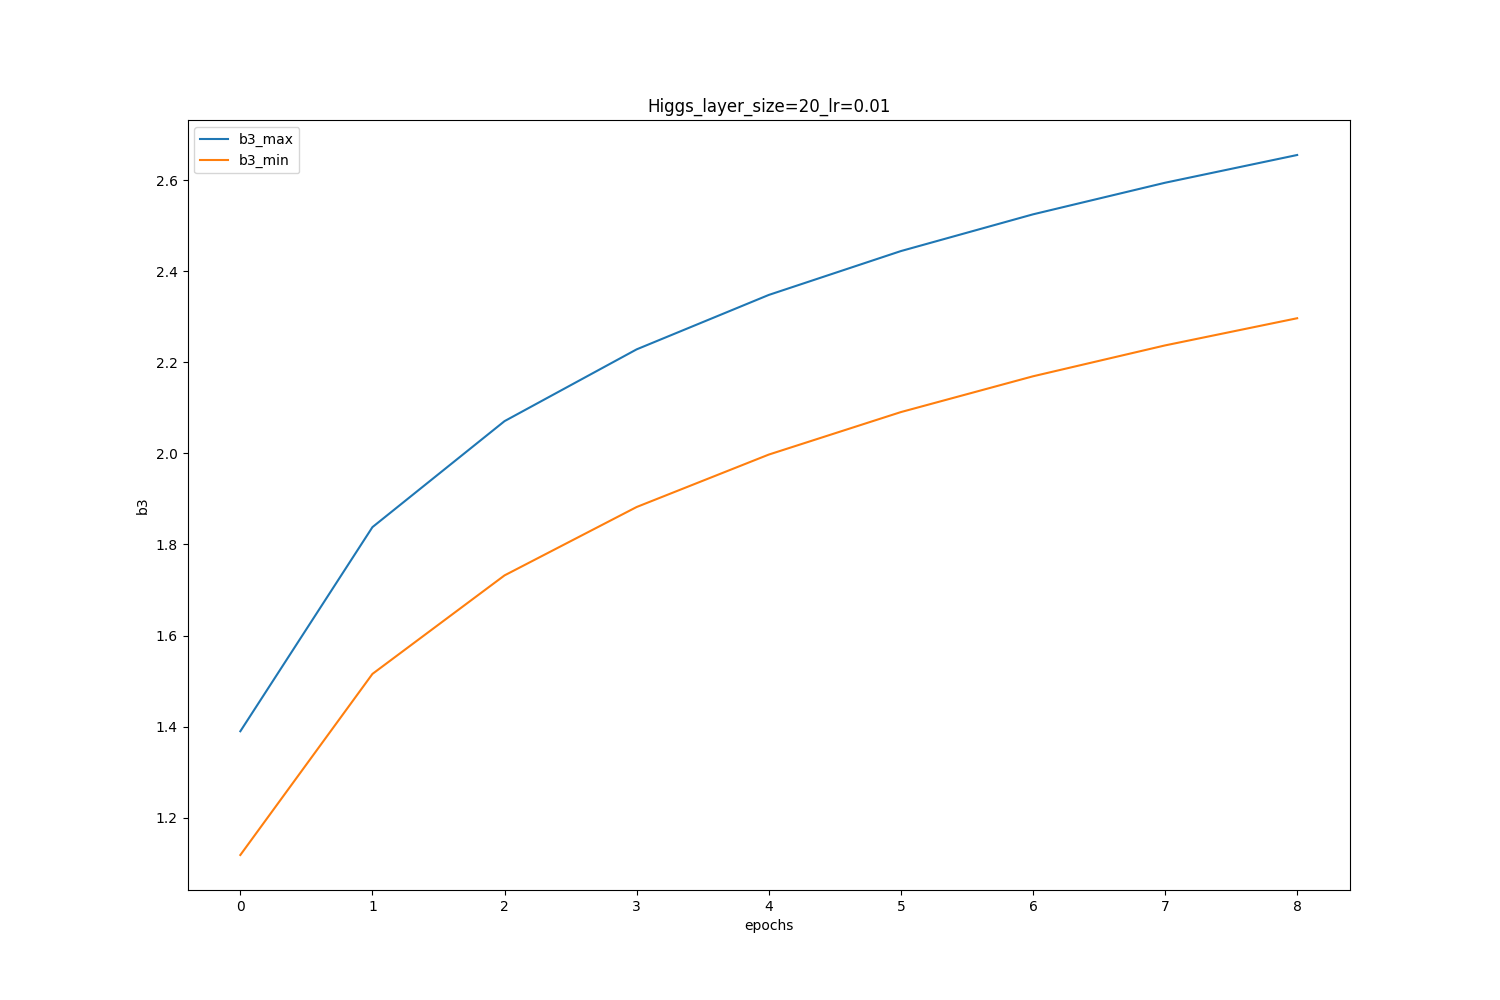 Higgs_layer_size=20_lr=0.01
b3_max
b3_min
2.6
2.4
2.2
2.0
1.8
1.6
1.4
1.2
b3
0 1 2 3 4 5 6 7 8
epochs